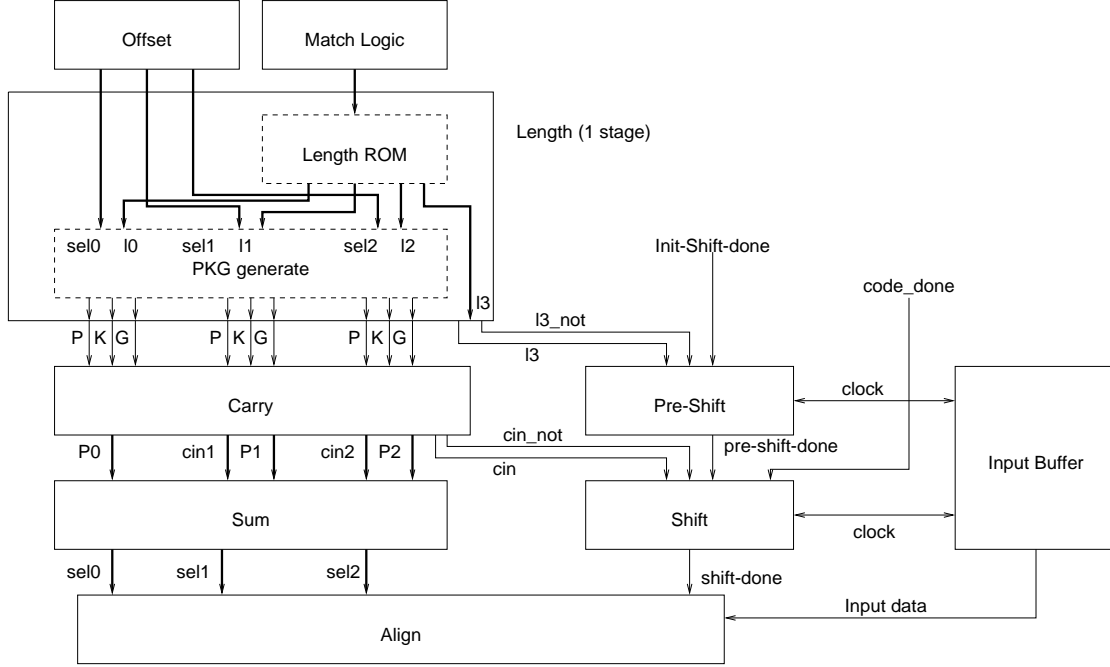 Offset
Match Logic
Length (1 stage)
Length ROM
sel0 l0 sel1 l1 sel2 l2
PKG generate
Init-Shift-done
code_done
l3
l3_not
l3
P K G P K G P K G
Carry
Pre-Shift
clock
Input Buffer
P0 cin1 P1 cin2 P2
cin_not
cin
pre-shift-done
Sum
Shift
clock
sel0 sel1 sel2
shift-done
Input data
Align